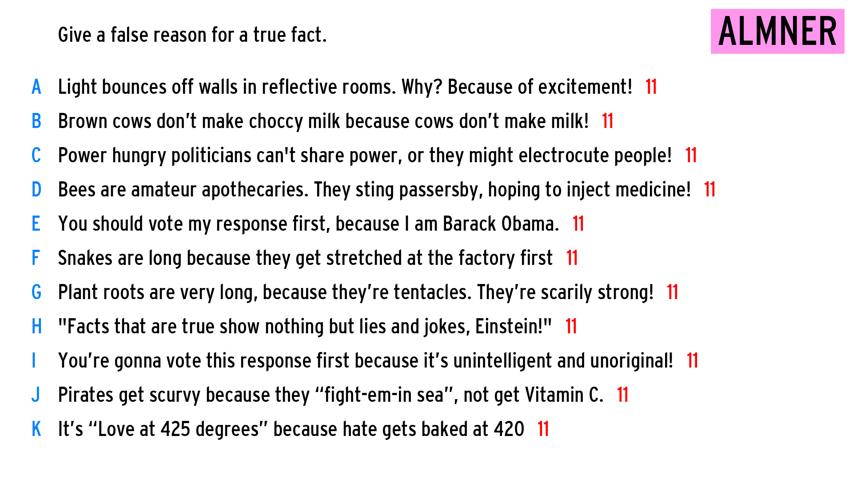 Give a false reason for a true fact.
ALMNER
A Light bounces off walls in reflective rooms. Why? Because of excitement! 11
B Brown cows don’t make choccy milk because cows don’t make milk! 11
C Power hungry politicians can't share power, or they might electrocute people! 11
D Bees are amateur apothecaries. They sting passersby, hoping to inject medicine! 11
E You should vote my response first, because I am Barack Obama. 11
F Snakes are long because they get stretched at the factory first 11
G Plant roots are very long, because they’re tentacles. They’re scarily strong! 11
H "Facts that are true show nothing but lies and jokes, Einstein!" 11
I You’re gonna vote this response first because it’s unintelligent and unoriginal! 11
J Pirates get scurvy because they “fight-em-in sea”, not get Vitamin C. 11
K It’s “Love at 425 degrees” because hate gets baked at 420 11